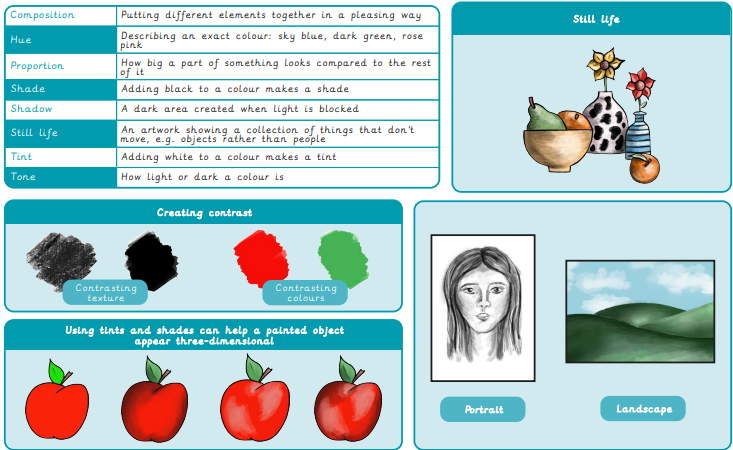 Composition
Putting different elements together in a pleasing way
Hue
Describing an exact colour: sky blue, dark green, rose
pink
Proportion
How big a part of something looks compared to the rest
of it
Shade
Adding black to a colour makes a shade
Shadow
A dark area created when light is blocked
Still life
An artwork showing a collection of things that don't
move, e.g. objects rather than people
Tint
Adding white to a colour makes a tint
Tone
How light or dark a colour is
Still life
Creating contrast
Contrasting
texture
Contrasting
colours
Using tints and shades can help a painted object
appear three-dimensional
Portrait
Landscape